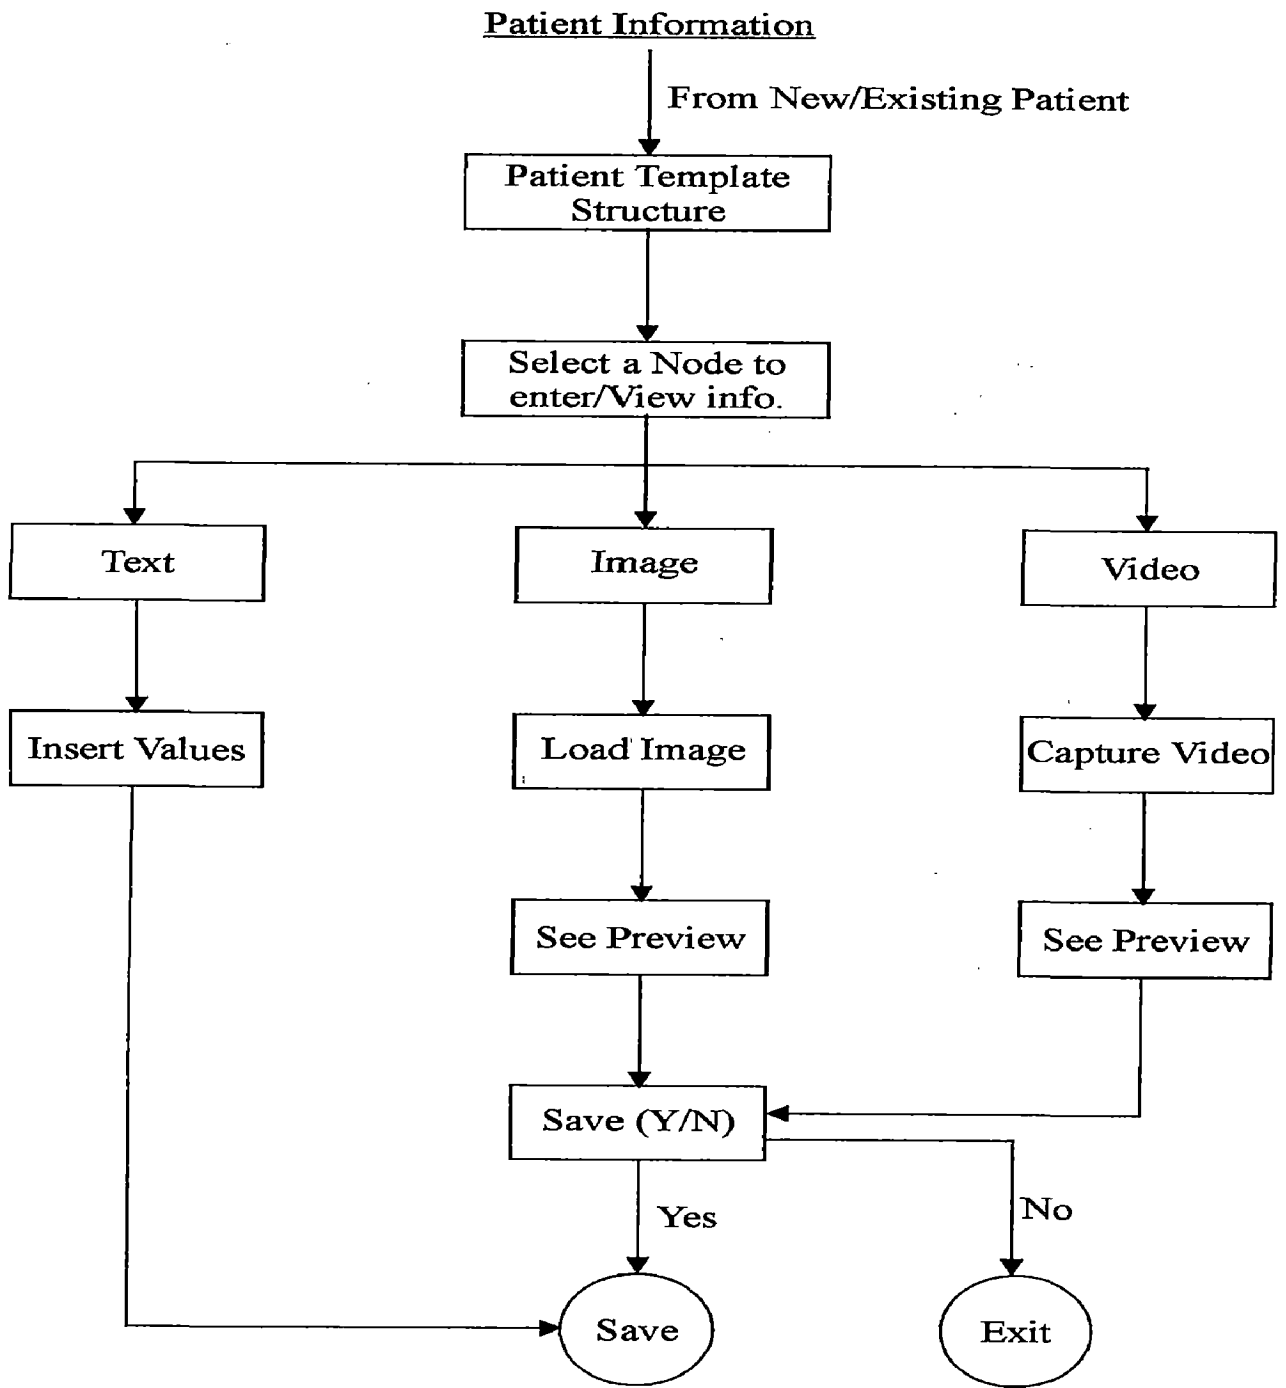 Patient Information
From New/Existing Patient
Patient Template
Structure
Select a Node to
enter/View info.
Text
Image
Video
Insert Values
Load Image
Capture Video
See Preview
See Preview
Save (Y/N)
Yes
No
Save
Exit